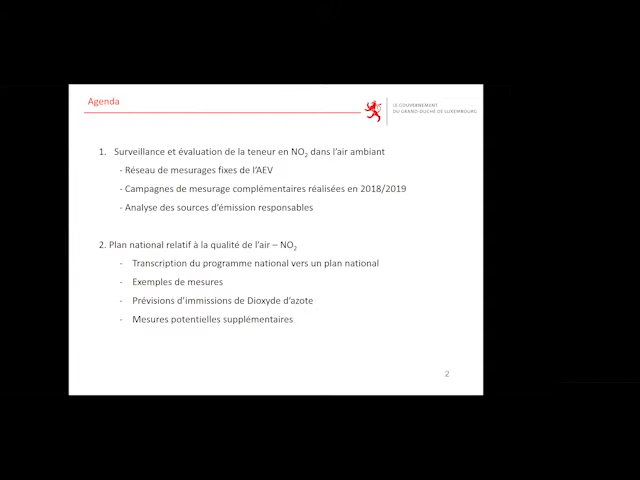 Agenda
LE GOUVERNEMENT
DU GRAND-DUCHÉ DE LUXEMBOURG
1. Surveillance et évaluation de la teneur en NO₂ dans l'air ambiant
- Réseau de mesurages fixes de l'AEV
- Campagnes de mesurage complémentaires réalisées en 2018/2019
- Analyse des sources d'émission responsables
2. Plan national relatif à la qualité de l'air – NO₂
- Transcription du programme national vers un plan national
- Exemples de mesures
- Prévisions d'immissions de Dioxyde d'azote
- Mesures potentielles supplémentaires
2